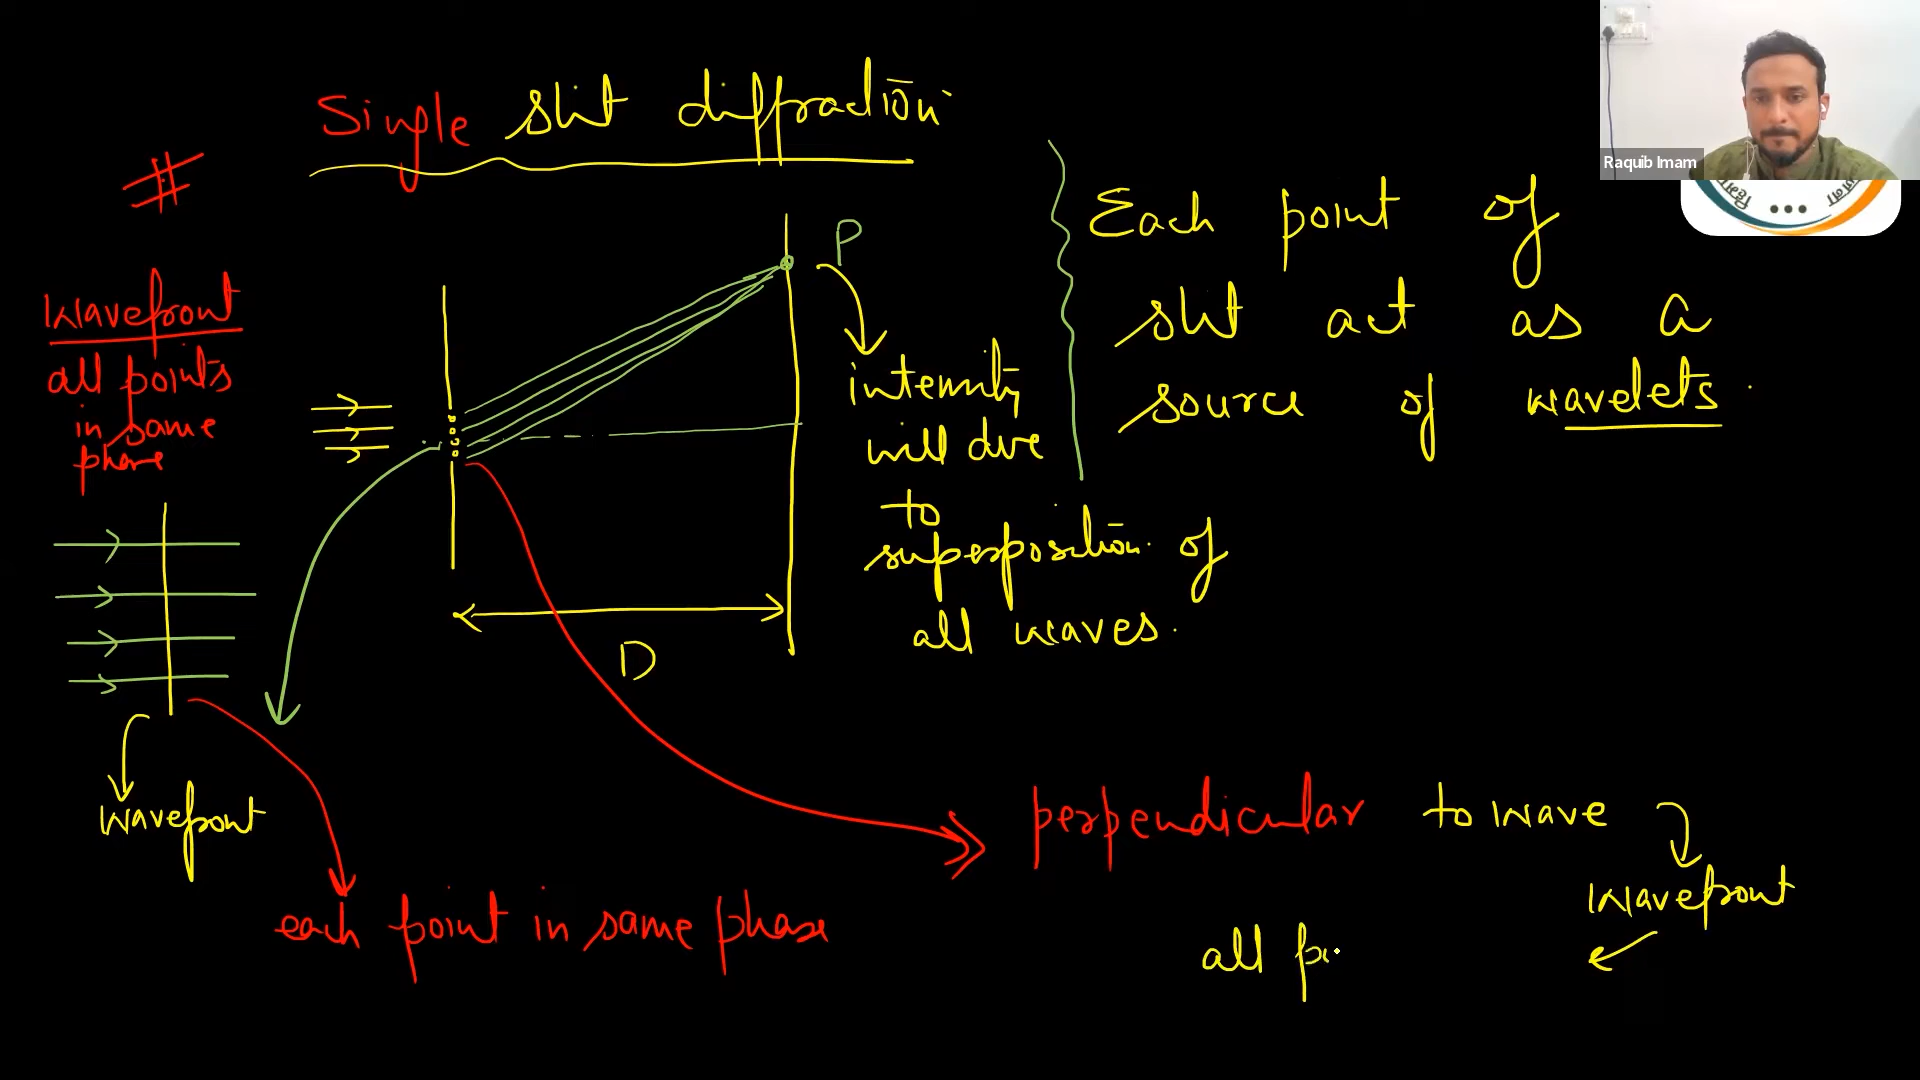 Single slit diffraction
#
Wavefront
all points
in same
phase
P
intensity
will due
to
superposition of
all waves.
Each point of
slit act as a
source of wavelets.
D
Wavefront
each point in same phase
perpendicular to wave
Wavefront
all
Raquib Imam